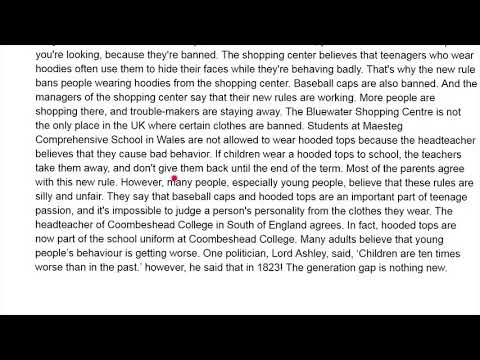 you're looking, because they're banned. The shopping center believes that teenagers who wear
hoodies often use them to hide their faces while they're behaving badly. That's why the new rule
bans people wearing hoodies from the shopping center. Baseball caps are also banned. And the
managers of the shopping center say that their new rules are working. More people are
shopping there, and trouble-makers are staying away. The Bluewater Shopping Centre is not
the only place in the UK where certain clothes are banned. Students at Maesteg
Comprehensive School in Wales are not allowed to wear hooded tops because the headteacher
believes that they cause bad behavior. If children wear a hooded top to school, the teachers
take them away, and don't give them back until the end of the term. Most of the parents agree
with this new rule. However, many people, especially young people, believe that these rules are
silly and unfair. They say that baseball caps and hooded tops are an important part of teenage
passion, and it's impossible to judge a person's personality from the clothes they wear. The
headteacher of Coombeshead College in South of England agrees. In fact, hooded tops are
now part of the school uniform at Coombeshead College. Many adults believe that young
people's behaviour is getting worse. One politician, Lord Ashley, said, ‘Children are ten times
worse than in the past.’ however, he said that in 1823! The generation gap is nothing new.